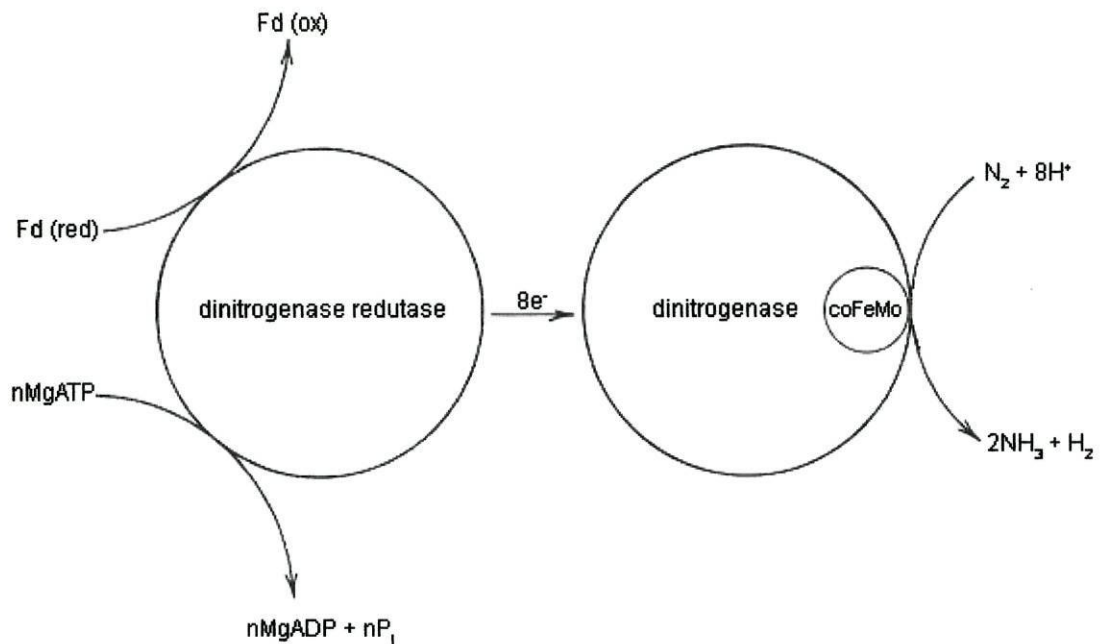 Fd (ox)
Fd (red)
dinitrogenase redutase
nMgATP
nMgADP + nPᵢ
8e⁻
dinitrogenase
coFeMo
N₂ + 8H⁺
2NH₃ + H₂